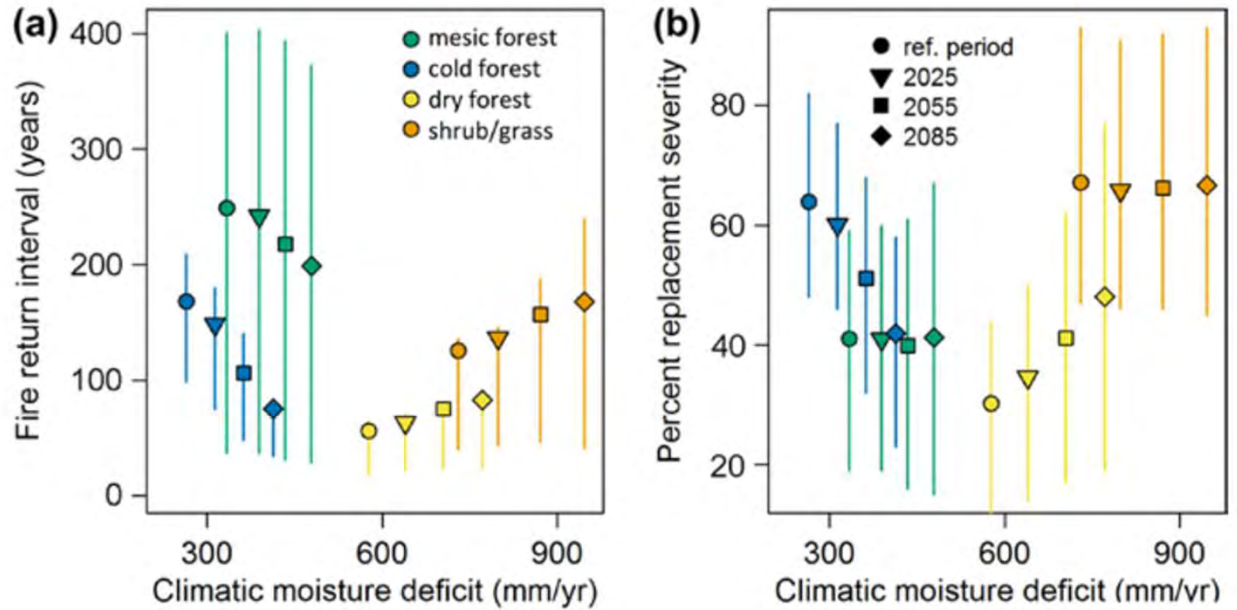 (a)
Fire return interval (years)
400
300
200
100
0
mesic forest
cold forest
dry forest
shrub/grass
300 600 900
Climatic moisture deficit (mm/yr)
(b)
Percent replacement severity
80
60
40
20
ref. period
2025
2055
2085
300 600 900
Climatic moisture deficit (mm/yr)